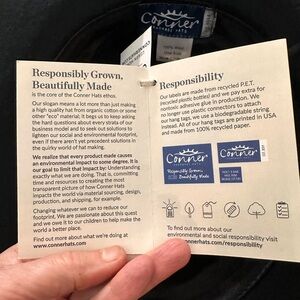 Conner
HATS
100% Wool
Responsibly Grown,
Beautifully Made
is the core of the Conner Hats ethos.
Our slogan means a lot more than just making
a high quality hat from organic cotton or some
other "eco" material; it begs us to keep asking
the hard questions about every strata of our
business model and to seek out solutions to
lighten our social and environmental footprint,
even if there aren't yet precedent solutions in
the quirky world of hat making.
We realize that every product made causes
an environmental impact to some degree. It is
our goal to limit that impact by: Understanding
exactly what we are doing. That is, committing
time and resources to creating the most
transparent picture of how Conner Hats
impacts the world via material sourcing, design,
production, and shipping, for example.
Changing whatever we can to reduce our
footprint. We are passionate about this quest
and we owe it to our children to help make the
world a better place.
Find out more about what we're doing at
www.connerhats.com
Responsibility
Our labels are made from recycled P.E.T.
(recycled plastic bottles) and we pay extra for
nontoxic adhesive glue in production. We
no longer use plastic connectors to attach
our hang tags, we use a biodegradable string
instead. All of our hang tags are printed in USA
and made from 100% recycled paper.
Conner
HATS
Responsibly Grown,
Beautifully Made
Conner
To find out more about our
environmental and social responsibility visit
connerhats.com/responsibility